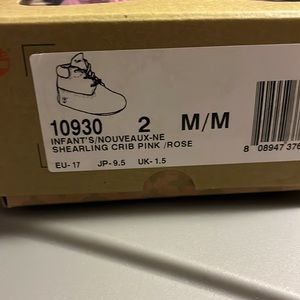 10930 2 M/M
INFANT'S/NOUVEAUX-NE
SHEARLING CRIB PINK /ROSE
EU- 17 JP- 9.5 UK- 1.5
8 08947 376